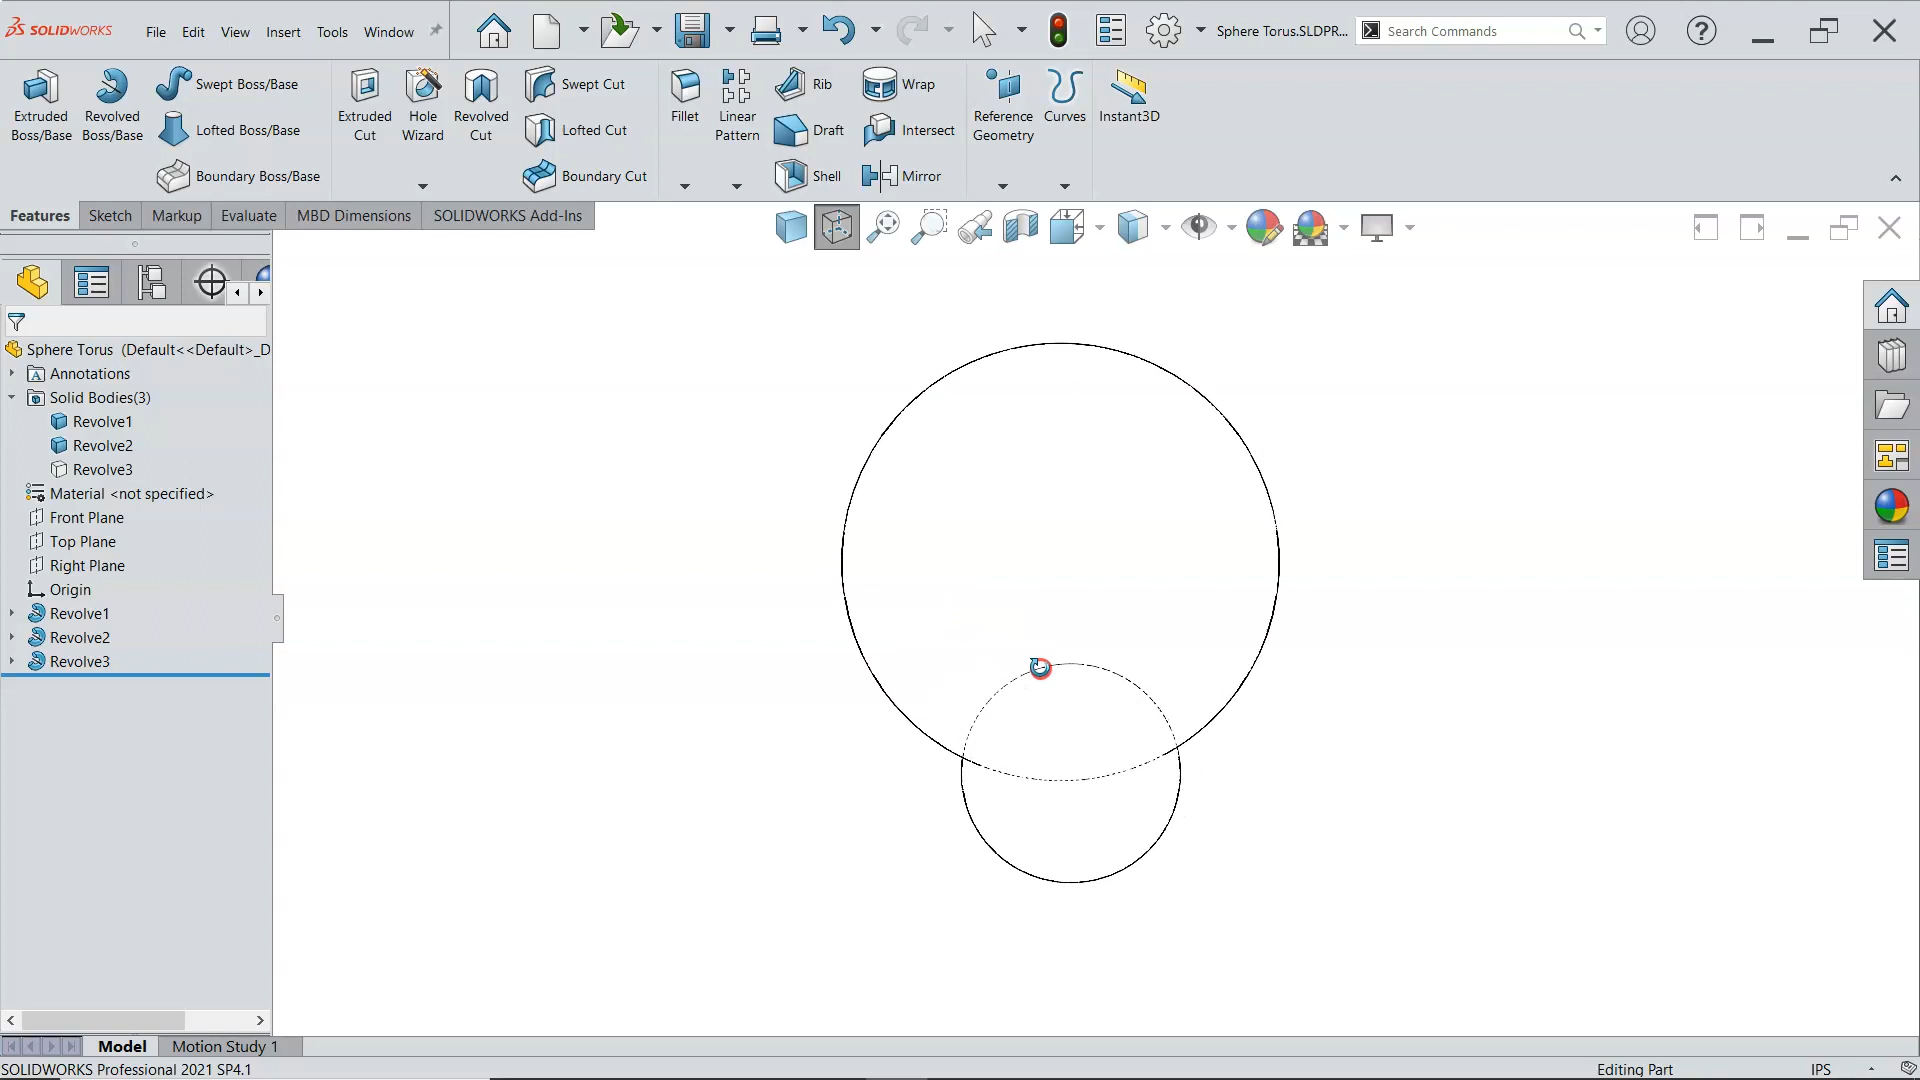 SOLIDWORKS
File Edit View Insert Tools Window
Sphere Torus.SLDPR...
Search Commands
Extruded Boss/Base
Revolved Boss/Base
Swept Boss/Base
Lofted Boss/Base
Boundary Boss/Base
Extruded Cut
Hole Wizard
Revolved Cut
Swept Cut
Lofted Cut
Boundary Cut
Fillet
Linear Pattern
Rib
Draft
Shell
Wrap
Intersect
Mirror
Reference Geometry
Curves
Instant3D
Features Sketch Markup Evaluate MBD Dimensions SOLIDWORKS Add-Ins
Sphere Torus (Default<<Default>_D
A Annotations
Solid Bodies(3)
Revolve1
Revolve2
Revolve3
Material <not specified>
Front Plane
Top Plane
Right Plane
Origin
Revolve1
Revolve2
Revolve3
Model Motion Study 1
SOLIDWORKS Professional 2021 SP4.1
Editing Part
IPS